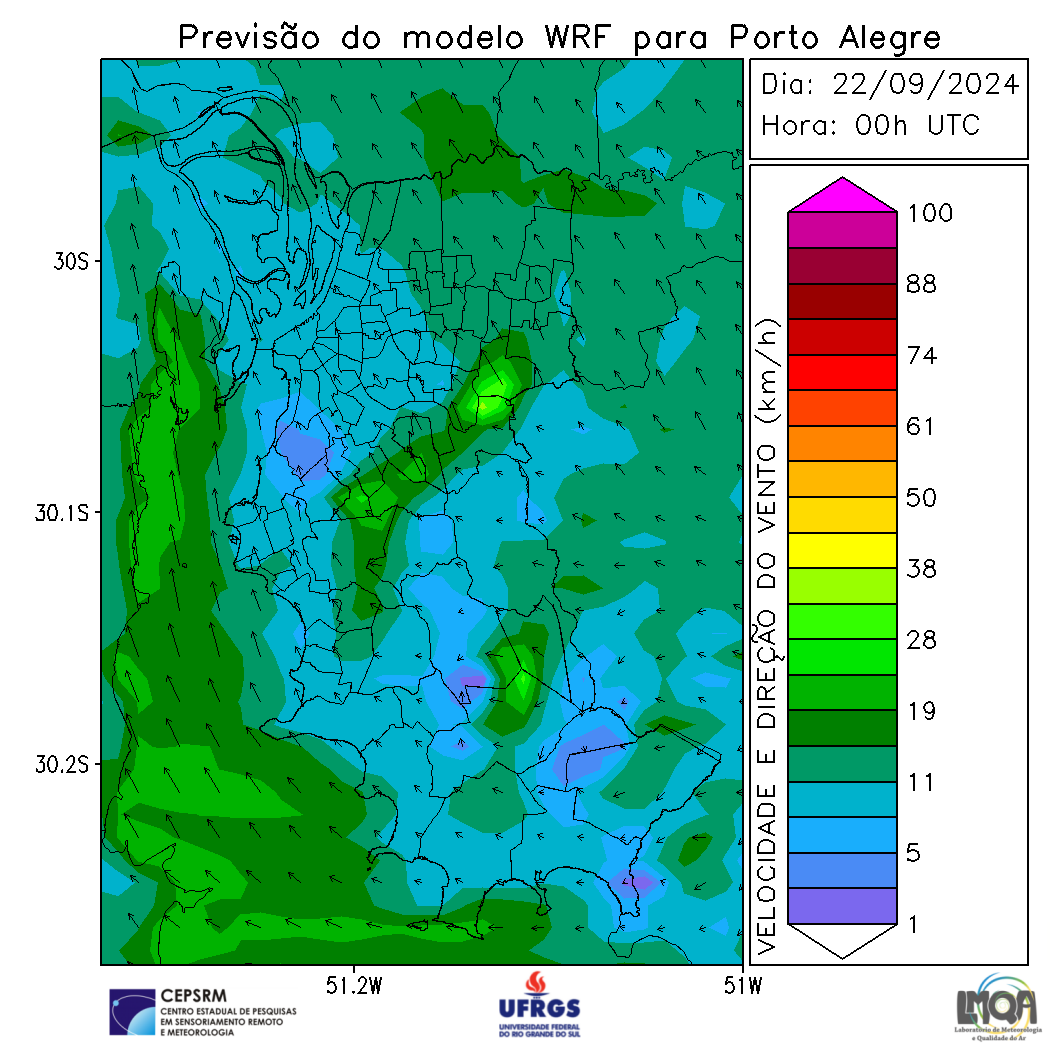 Previsão do modelo WRF para Porto Alegre
Dia: 22/09/2024
Hora: 00h UTC
30S
30.1S
30.2S
51.2W
51W
VELOCIDADE E DIREÇÃO DO VENTO (km/h)
100
88
74
61
50
38
28
19
11
5
1
CEPSRM
CENTRO ESTADUAL DE PESQUISAS
EM SENSORIAMENTO REMOTO
E METEOROLOGIA
UFRGS
UNIVERSIDADE FEDERAL
DO RIO GRANDE DO SUL
LMQA
Laboratório de Meteorologia
e Qualidade do Ar